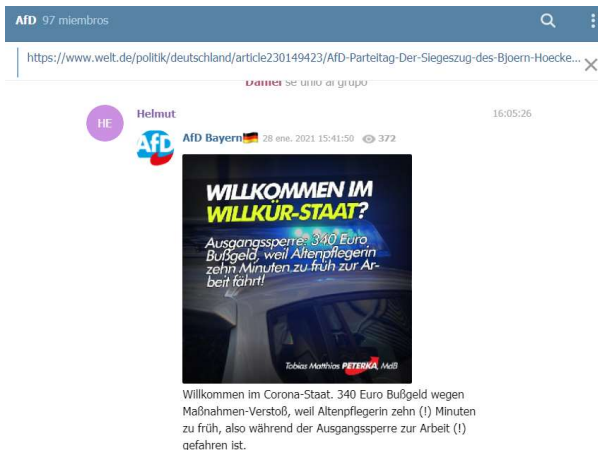 AfD 97 miembros
https://www.welt.de/politik/deutschland/article230149423/AfD-Parteitag-Der-Siegeszug-des-Bjoern-Hoecke...
Daniel se unió al grupo
HE
Helmut
16:05:26
AfD
AfD Bayern 28 ene. 2021 15:41:50 372
WILLKOMMEN IM
WILLKÜR-STAAT?
Ausgangssperre: 340 Euro
Bußgeld, weil Altenpflegerin
zehn Minuten zu früh zur Ar-
beit fährt!
Tobias Matthias PETERKA, MdB
Willkommen im Corona-Staat. 340 Euro Bußgeld wegen
Maßnahmen-Verstoß, weil Altenpflegerin zehn (!) Minuten
zu früh, also während der Ausgangssperre zur Arbeit (!)
gefahren ist.